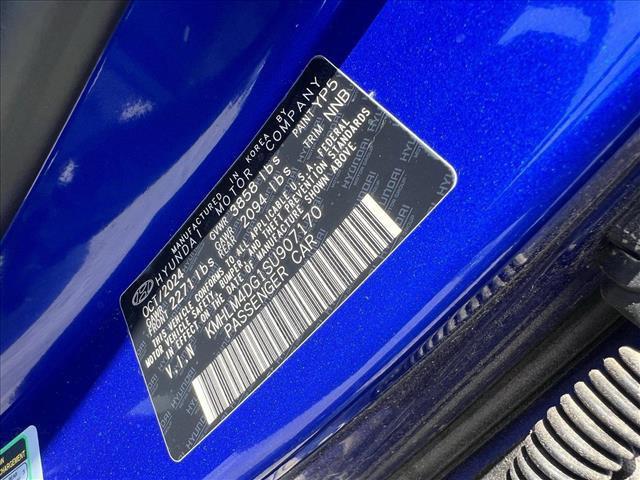 MANUFACTURED IN KOREA BY
HYUNDAI MOTOR COMPANY
OCT/2024 GVWR 3858 lbs PAINT YP5
FRONT GAWR 2271 lbs REAR GAWR 2094 lbs TRIM NNB
THIS VEHICLE CONFORMS TO ALL APPLICABLE U.S.A. FEDERAL
MOTOR VEHICLE SAFETY BUMPER AND THEFT PREVENTION STANDARDS
IN EFFECT ON THE DATE OF MANUFACTURE SHOWN ABOVE
V.I.N KMHLM4DG1SU907170
PASSENGER CAR